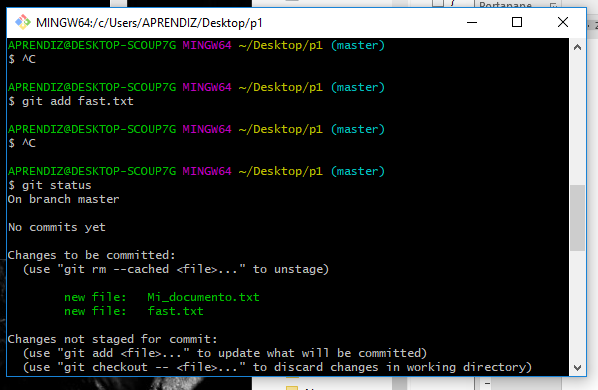 Portapape
MINGW64:/c/Users/APRENDIZ/Desktop/p1
APRENDIZ@DESKTOP-SCOUP7G MINGW64 ~/Desktop/p1 (master)
$ ^C
APRENDIZ@DESKTOP-SCOUP7G MINGW64 ~/Desktop/p1 (master)
$ git add fast.txt
APRENDIZ@DESKTOP-SCOUP7G MINGW64 ~/Desktop/p1 (master)
$ ^C
APRENDIZ@DESKTOP-SCOUP7G MINGW64 ~/Desktop/p1 (master)
$ git status
On branch master
No commits yet
Changes to be committed:
(use "git rm --cached <file>..." to unstage)
new file:   Mi_documento.txt
new file:   fast.txt
Changes not staged for commit:
(use "git add <file>..." to update what will be committed)
(use "git checkout -- <file>..." to discard changes in working directory)